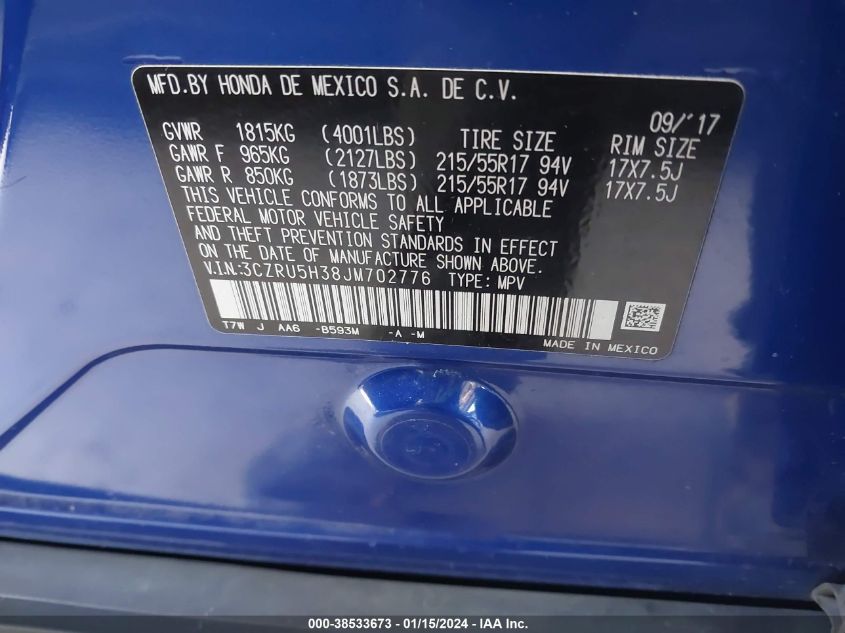 MFD.BY HONDA DE MEXICO S.A. DE C.V.
09/'17
GVWR 1815KG (4001LBS) TIRE SIZE RIM SIZE
GAWR F 965KG (2127LBS) 215/55R17 94V 17X7.5J
GAWR R 850KG (1873LBS) 215/55R17 94V 17X7.5J
THIS VEHICLE CONFORMS TO ALL APPLICABLE
FEDERAL MOTOR VEHICLE SAFETY
AND THEFT PREVENTION STANDARDS IN EFFECT
ON THE DATE OF MANUFACTURE SHOWN ABOVE.
V.I.N:3CZRU5H38JM702776 TYPE: MPV
T7W J AA6 -B593M -A -M
MADE IN MEXICO
000-38533673 — 01/15/2024 — IAA Inc.